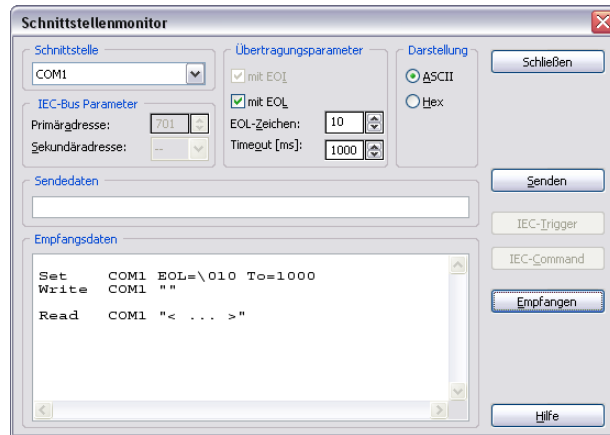 Schnittstellenmonitor
Schnittstelle
COM1
IEC-Bus Parameter
Primäradresse:
701
Sekundäradresse:
--
Übertragungsparameter
mit EOI
mit EOL
EOL-Zeichen:
10
Timeout [ms]:
1000
Darstellung
ASCII
Hex
Schließen
Sendedaten
Senden
IEC-Trigger
IEC-Command
Empfangen
Hilfe
Empfangsdaten
Set COM1 EOL=\010 To=1000
Write COM1 ""
Read COM1 "< ... >"